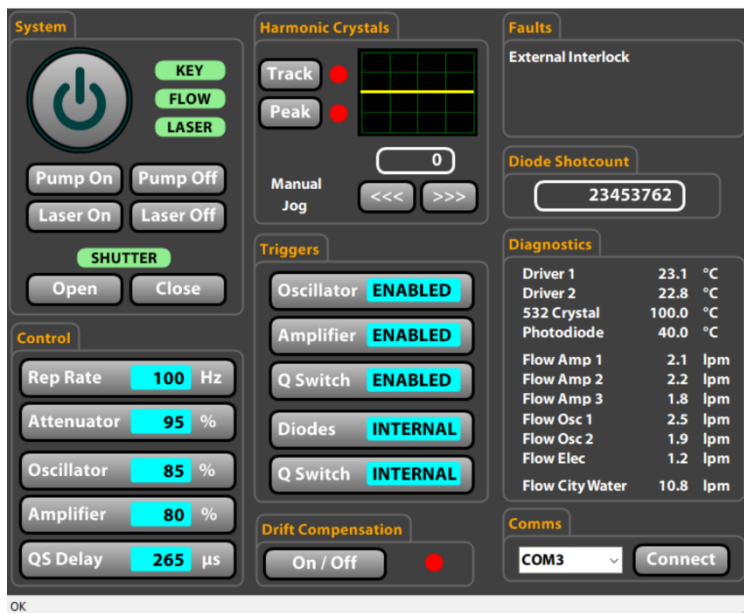 System
KEY
FLOW
LASER
Pump On Pump Off
Laser On Laser Off
SHUTTER
Open Close
Control
Rep Rate 100 Hz
Attenuator 95 %
Oscillator 85 %
Amplifier 80 %
QS Delay 265 µs
Harmonic Crystals
Track
Peak
0
Manual
Jog
<<< >>>
Triggers
Oscillator ENABLED
Amplifier ENABLED
Q Switch ENABLED
Diodes INTERNAL
Q Switch INTERNAL
Drift Compensation
On / Off
Faults
External Interlock
Diode Shotcount
23453762
Diagnostics
Driver 1 23.1 °C
Driver 2 22.8 °C
532 Crystal 100.0 °C
Photodiode 40.0 °C
Flow Amp 1 2.1 lpm
Flow Amp 2 2.2 lpm
Flow Amp 3 1.8 lpm
Flow Osc 1 2.5 lpm
Flow Osc 2 1.9 lpm
Flow Elec 1.2 lpm
Flow City Water 10.8 lpm
Comms
COM3 Connect
OK